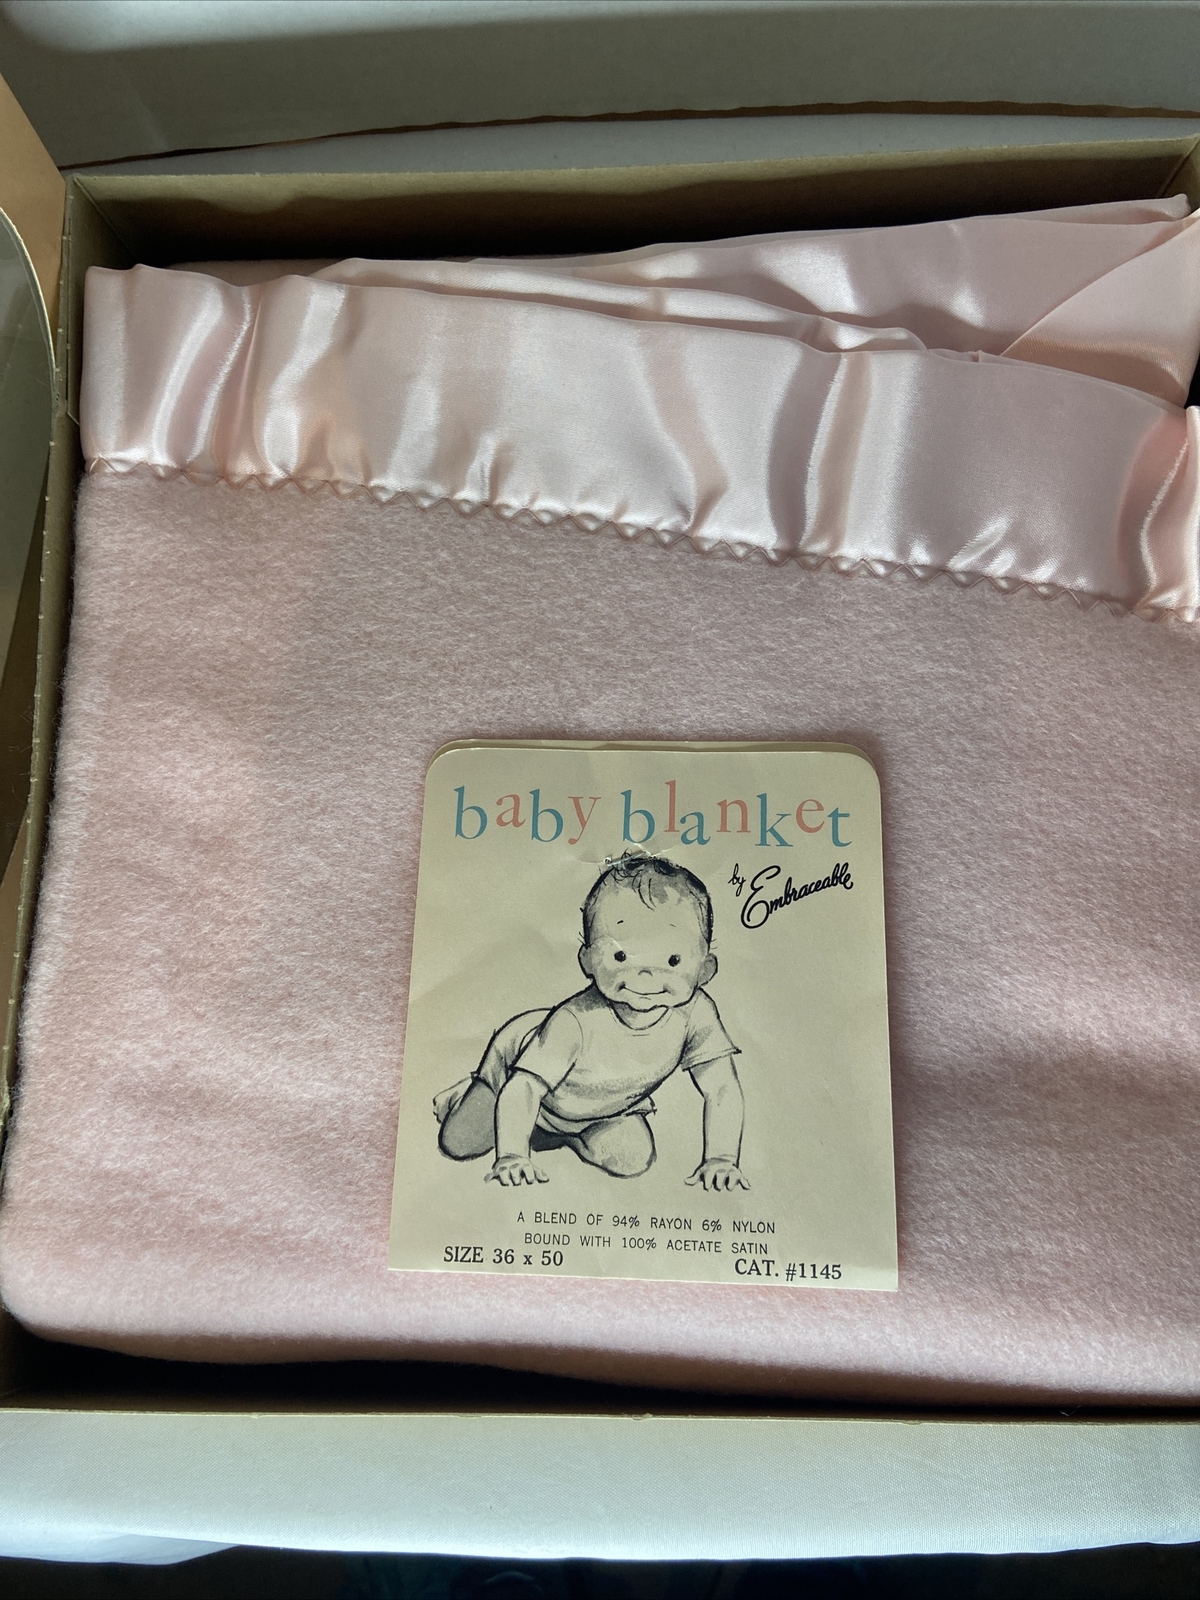 baby blanket
by Embraceable
A BLEND OF 94% RAYON 6% NYLON
BOUND WITH 100% ACETATE SATIN
SIZE 36 x 50 CAT. #1145